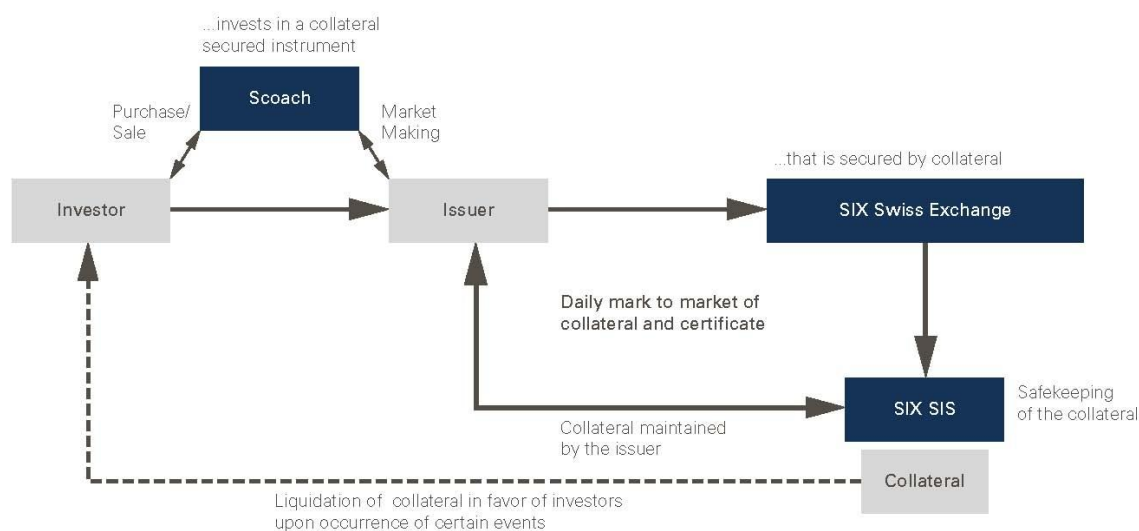 ...invests in a collateral
secured instrument
Scoach
Purchase/
Sale
Market
Making
...that is secured by collateral
Investor
Issuer
SIX Swiss Exchange
Daily mark to market of
collateral and certificate
SIX SIS
Safekeeping
of the collateral
Collateral maintained
by the issuer
Collateral
Liquidation of collateral in favor of investors
upon occurrence of certain events